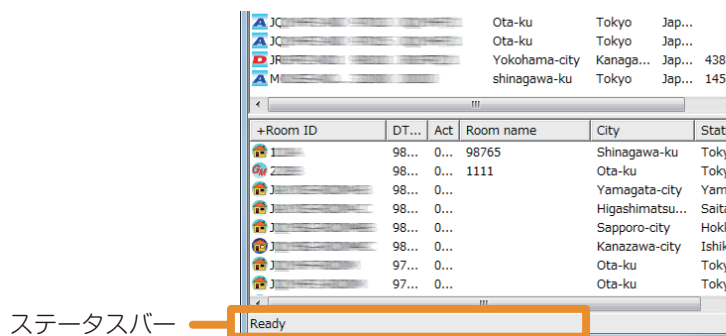 Ota-ku Tokyo Jap...
Ota-ku Tokyo Jap...
Yokohama-city Kanaga... Jap... 438
shinagawa-ku Tokyo Jap... 145
+Room ID DT... Act Room name City Stat
98... 0... 98765 Shinagawa-ku Toky
98... 0... 1111 Ota-ku Toky
98... 0... Yamagata-city Yam
98... 0... Higashimatsu... Saita
98... 0... Sapporo-city Hokk
98... 0... Kanazawa-city Ishik
97... 0... Ota-ku Toky
97... 0... Ota-ku Toky
ステータスバー Ready